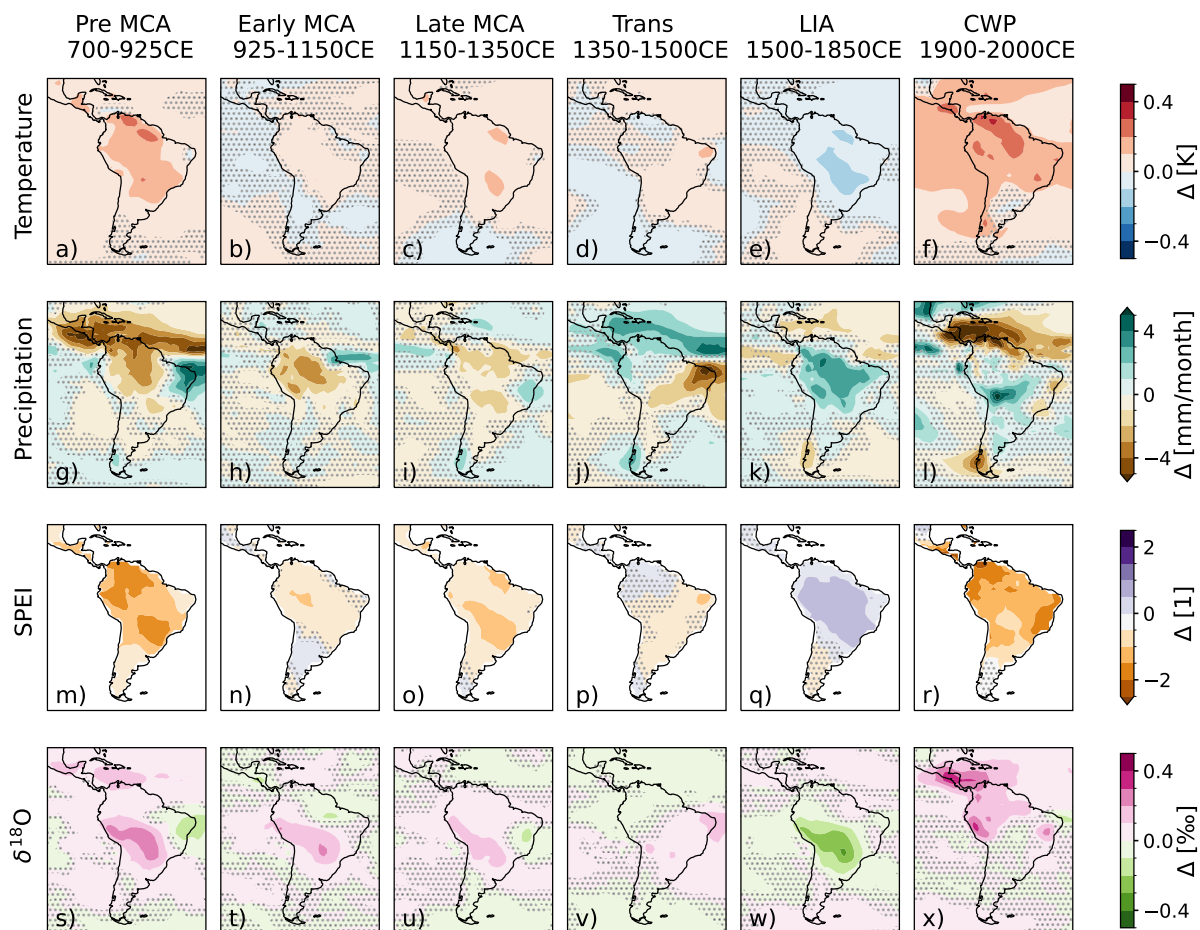 Pre MCA
700-925CE
Early MCA
925-1150CE
Late MCA
1150-1350CE
Trans
1350-1500CE
LIA
1500-1850CE
CWP
1900-2000CE
Temperature
a)
b)
c)
d)
e)
f)
0.4
0.0
−0.4
Δ [K]
Precipitation
g)
h)
i)
j)
k)
l)
4
0
−4
Δ [mm/month]
SPEI
m)
n)
o)
p)
q)
r)
2
0
−2
Δ [1]
δ¹⁸O
s)
t)
u)
v)
w)
x)
0.4
0.0
−0.4
Δ [‰]